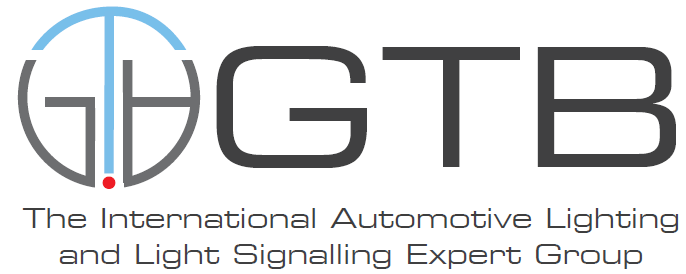 GTB
The International Automotive Lighting
and Light Signalling Expert Group